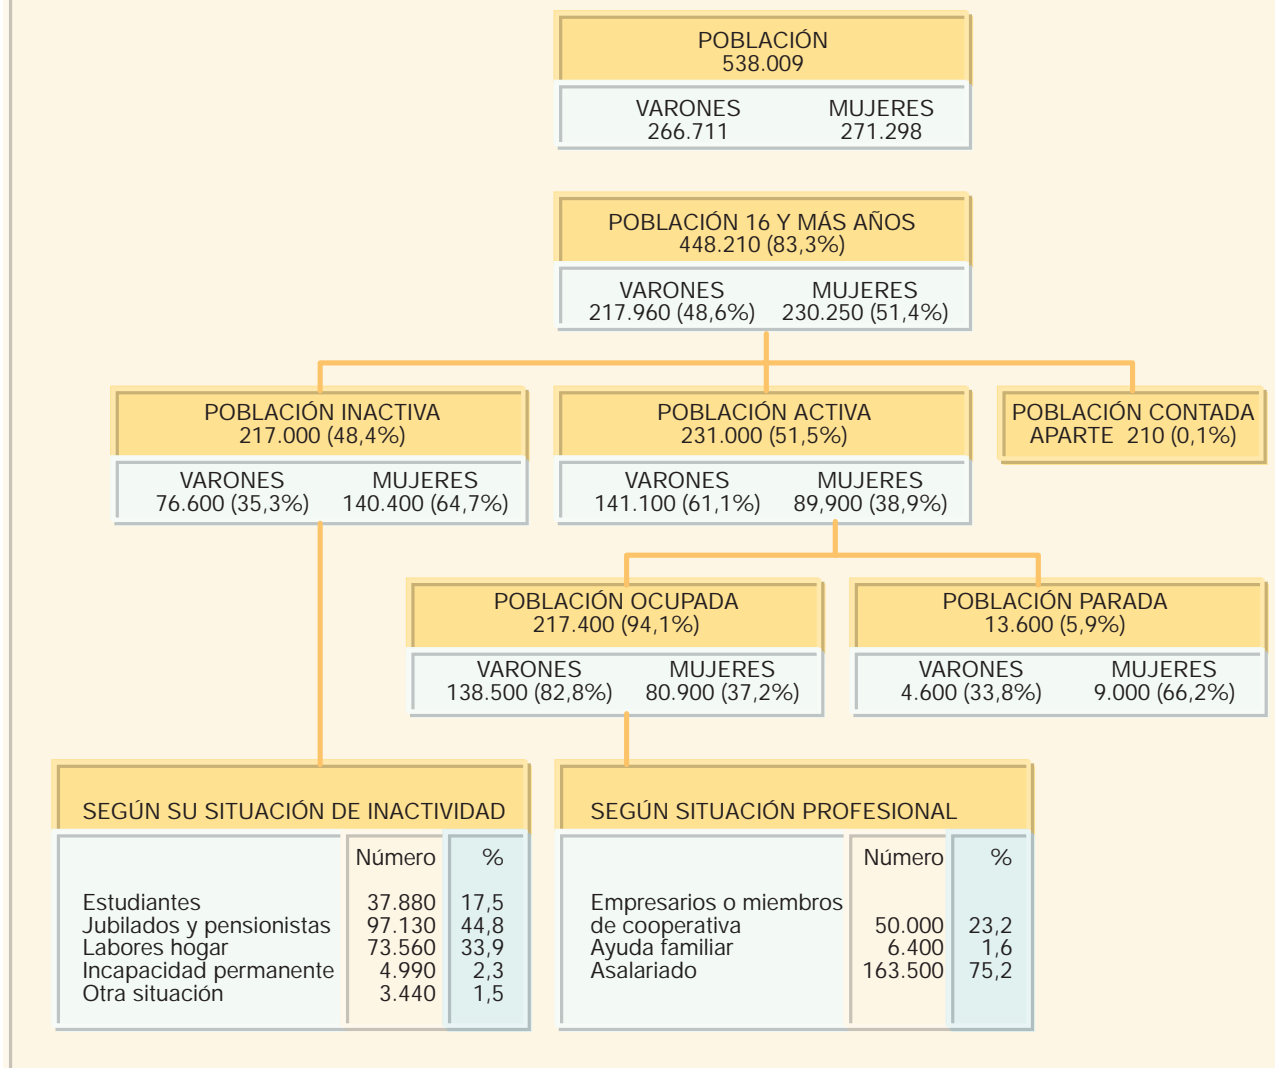 POBLACIÓN
538.009
VARONES MUJERES
266.711 271.298
POBLACIÓN 16 Y MÁS AÑOS
448.210 (83,3%)
VARONES MUJERES
217.960 (48,6%) 230.250 (51,4%)
POBLACIÓN INACTIVA
217.000 (48,4%)
VARONES MUJERES
76.600 (35,3%) 140.400 (64,7%)
POBLACIÓN ACTIVA
231.000 (51,5%)
VARONES MUJERES
141.100 (61,1%) 89,900 (38,9%)
POBLACIÓN CONTADA
APARTE 210 (0,1%)
POBLACIÓN OCUPADA
217.400 (94,1%)
VARONES MUJERES
138.500 (82,8%) 80.900 (37,2%)
POBLACIÓN PARADA
13.600 (5,9%)
VARONES MUJERES
4.600 (33,8%) 9.000 (66,2%)
SEGÚN SU SITUACIÓN DE INACTIVIDAD
Número %
Estudiantes 37.880 17,5
Jubilados y pensionistas 97.130 44,8
Labores hogar 73.560 33,9
Incapacidad permanente 4.990 2,3
Otra situación 3.440 1,5
SEGÚN SITUACIÓN PROFESIONAL
Número %
Empresarios o miembros
de cooperativa 50.000 23,2
Ayuda familiar 6.400 1,6
Asalariado 163.500 75,2